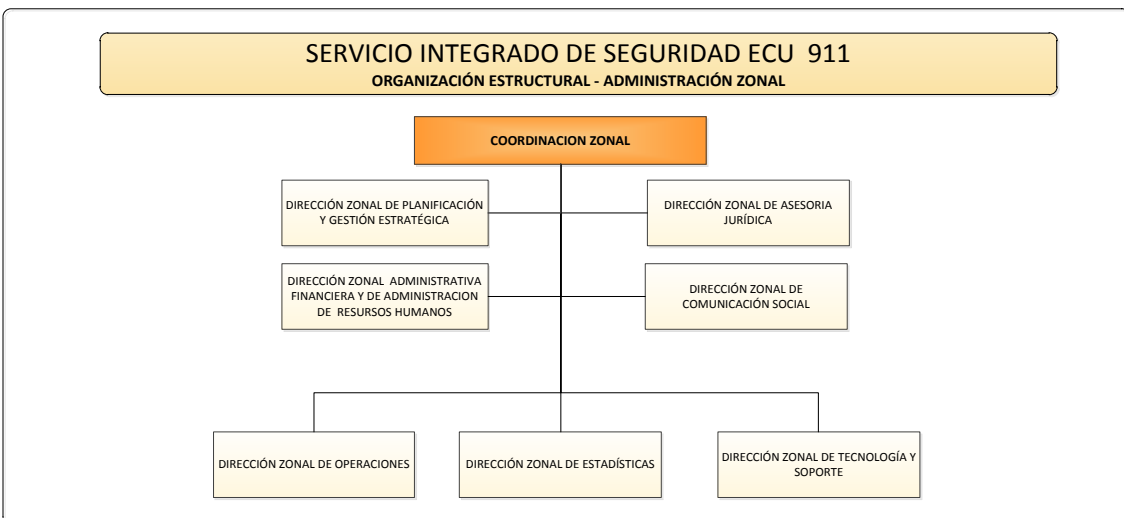 SERVICIO INTEGRADO DE SEGURIDAD ECU 911
ORGANIZACIÓN ESTRUCTURAL - ADMINISTRACIÓN ZONAL
COORDINACION ZONAL
DIRECCIÓN ZONAL DE PLANIFICACIÓN
Y GESTIÓN ESTRATÉGICA
DIRECCIÓN ZONAL DE ASESORIA
JURÍDICA
DIRECCIÓN ZONAL ADMINISTRATIVA
FINANCIERA Y DE ADMINISTRACION
DE RESURSOS HUMANOS
DIRECCIÓN ZONAL DE
COMUNICACIÓN SOCIAL
DIRECCIÓN ZONAL DE OPERACIONES
DIRECCIÓN ZONAL DE ESTADÍSTICAS
DIRECCIÓN ZONAL DE TECNOLOGÍA Y
SOPORTE